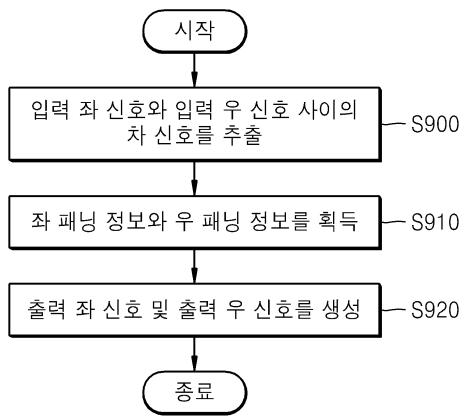 시작
입력 좌 신호와 입력 우 신호 사이의
차 신호를 추출
S900
좌 패닝 정보와 우 패닝 정보를 획득
S910
출력 좌 신호 및 출력 우 신호를 생성
S920
종료